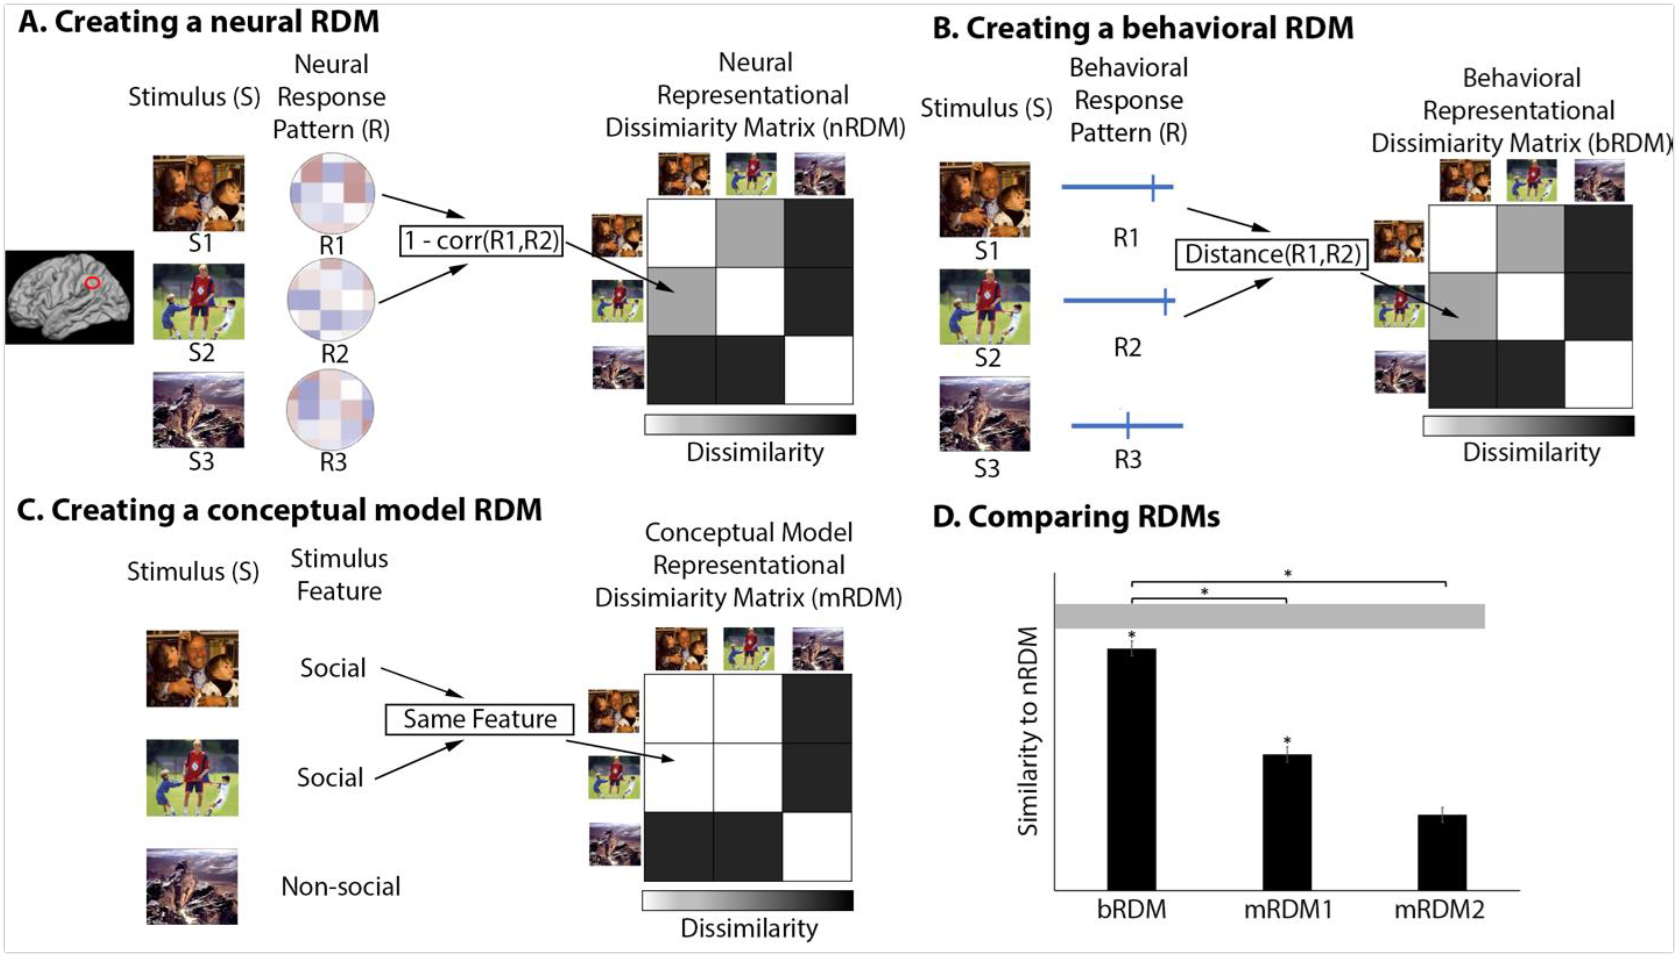 A. Creating a neural RDM
Stimulus (S)
Neural
Response
Pattern (R)
Neural
Representational
Dissimiarity Matrix (nRDM)
S1
R1
1 - corr(R1,R2)
S2
R2
S3
R3
Dissimilarity
B. Creating a behavioral RDM
Stimulus (S)
Behavioral
Response
Pattern (R)
Behavioral
Representational
Dissimiarity Matrix (bRDM)
S1
R1
Distance(R1,R2)
S2
R2
S3
R3
Dissimilarity
C. Creating a conceptual model RDM
Stimulus (S)
Stimulus
Feature
Conceptual Model
Representational
Dissimiarity Matrix (mRDM)
Social
Same Feature
Social
Non-social
Dissimilarity
D. Comparing RDMs
Similarity to nRDM
*
*
*
*
bRDM
mRDM1
mRDM2